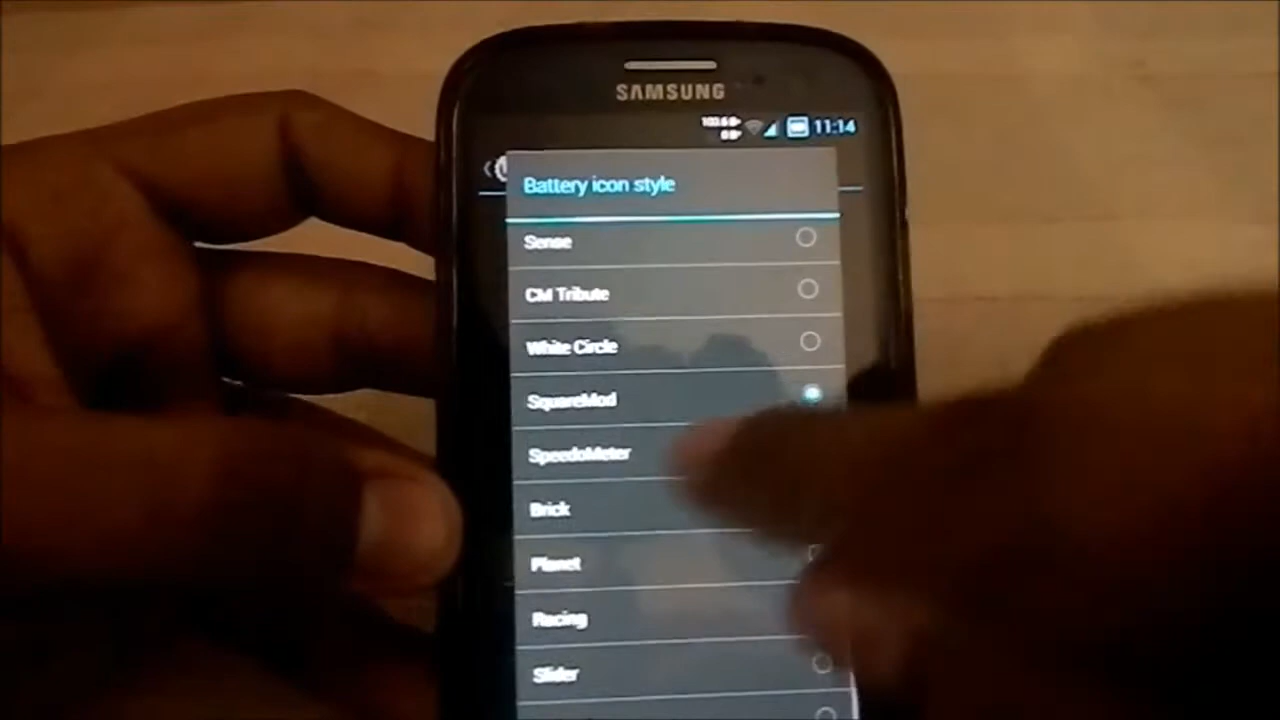 SAMSUNG
11:14
Battery icon style
Sense
CM Tribute
White Circle
SquareMod
SpeedoMeter
Brick
Planet
Racing
Slider